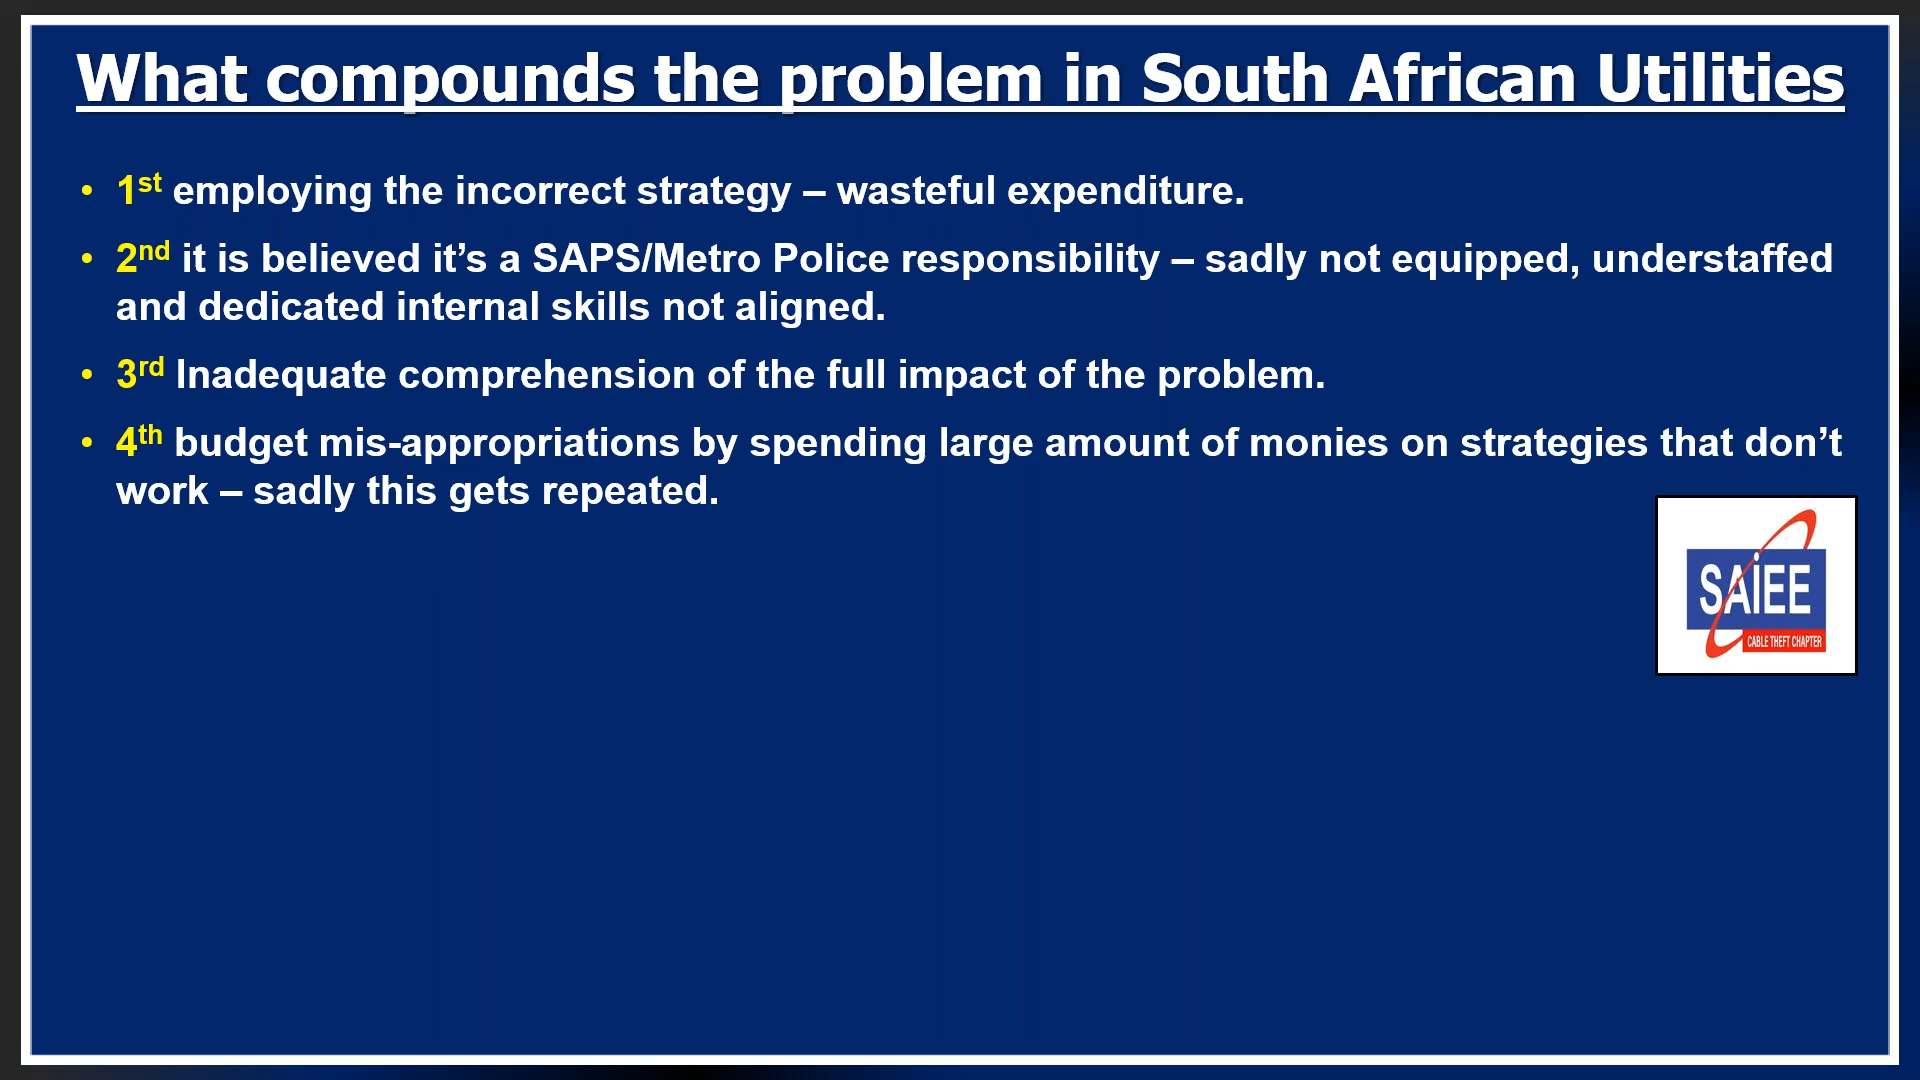 What compounds the problem in South African Utilities
• 1st employing the incorrect strategy – wasteful expenditure.
• 2nd it is believed it’s a SAPS/Metro Police responsibility – sadly not equipped, understaffed
and dedicated internal skills not aligned.
• 3rd Inadequate comprehension of the full impact of the problem.
• 4th budget mis-appropriations by spending large amount of monies on strategies that don’t
work – sadly this gets repeated.
SAiEE
CABLE THEFT CHAPTER